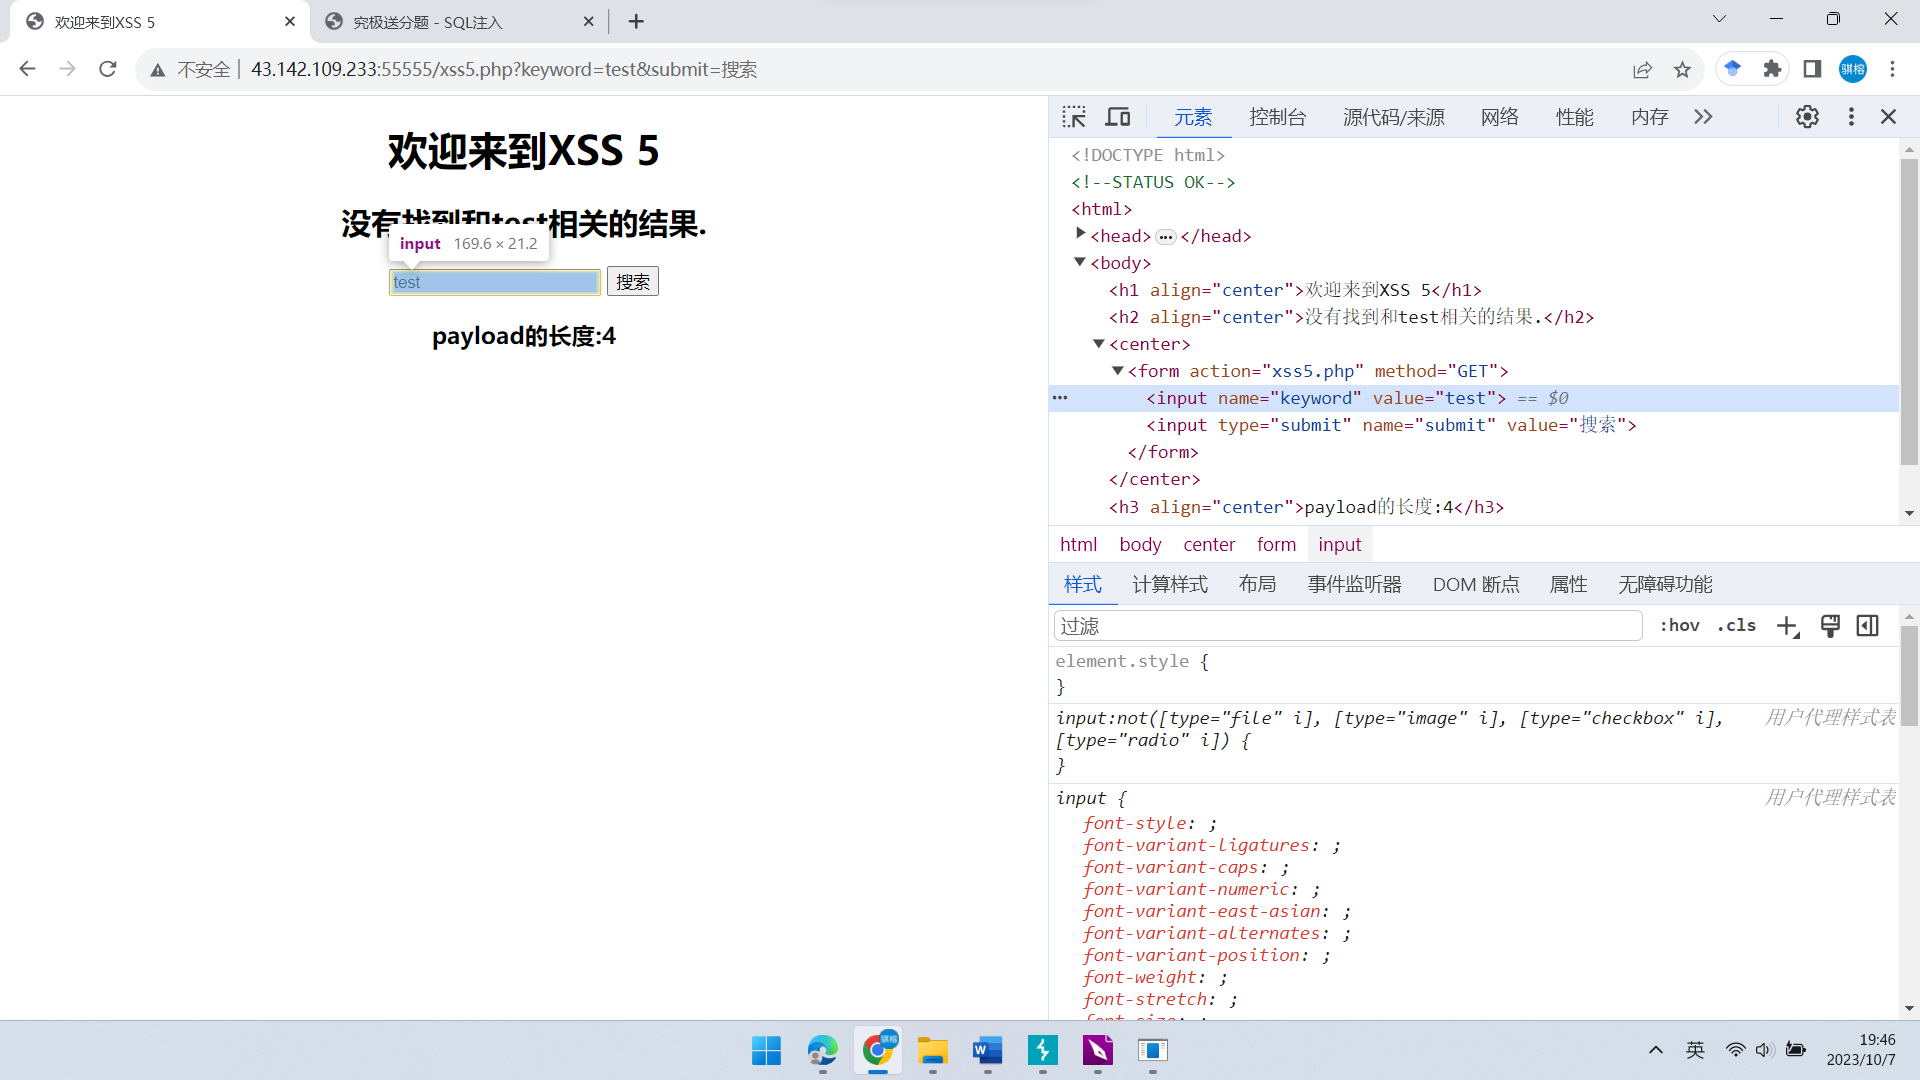 欢迎来到XSS 5
究极送分题 - SQL注入
不安全 43.142.109.233:55555/xss5.php?keyword=test&submit=搜索
骐榕
欢迎来到XSS 5
没有找到和test相关的结果.
input 169.6 × 21.2
test 搜索
payload的长度:4
元素 控制台 源代码/来源 网络 性能 内存
<!DOCTYPE html>
<!--STATUS OK-->
<html>
<head>…</head>
<body>
<h1 align="center">欢迎来到XSS 5</h1>
<h2 align="center">没有找到和test相关的结果.</h2>
<center>
<form action="xss5.php" method="GET">
<input name="keyword" value="test"> == $0
<input type="submit" name="submit" value="搜索">
</form>
</center>
<h3 align="center">payload的长度:4</h3>
html body center form input
样式 计算样式 布局 事件监听器 DOM 断点 属性 无障碍功能
过滤 :hov .cls
element.style {
}
input:not([type="file" i], [type="image" i], [type="checkbox" i], 用户代理样式表
[type="radio" i]) {
}
input { 用户代理样式表
font-style: ;
font-variant-ligatures: ;
font-variant-caps: ;
font-variant-numeric: ;
font-variant-east-asian: ;
font-variant-alternates: ;
font-variant-position: ;
font-weight: ;
font-stretch: ;
font-size: ;
英
19:46
2023/10/7